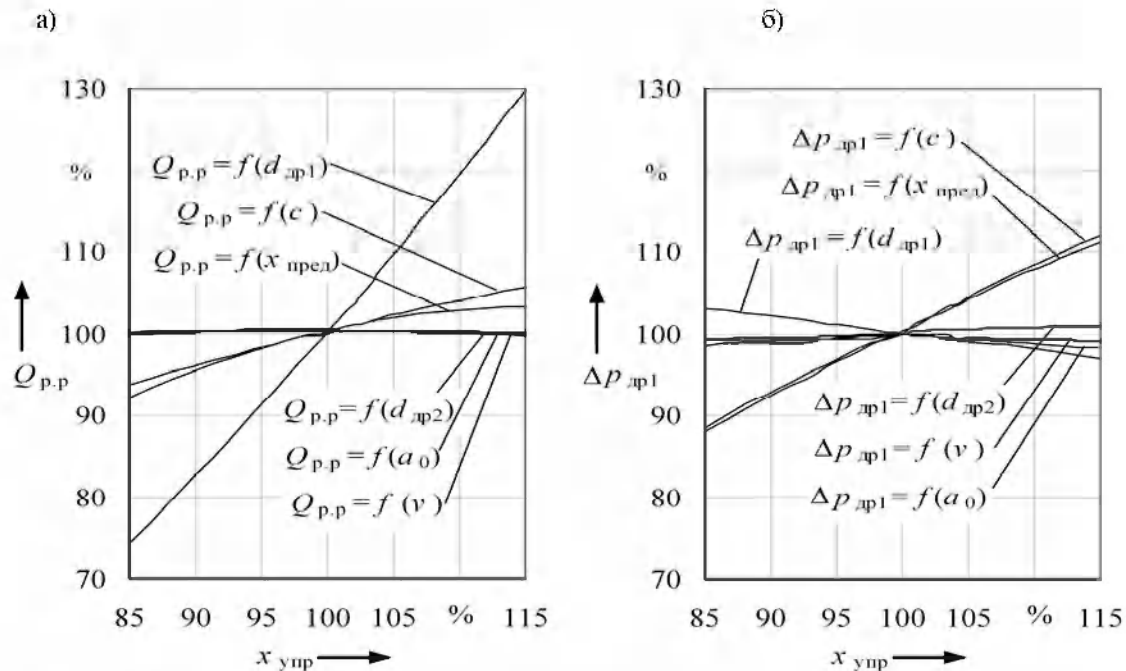 а)
130
%
110
100
90
80
70
Q р.р
Q р.р = f(d др1)
Q р.р = f(c)
Q р.р = f(x пред)
Q р.р = f(d др2)
Q р.р = f(a 0)
Q р.р = f (v)
85 90 95 100 105 % 115
x упр
б)
130
%
110
100
90
80
70
Δp др1
Δp др1 = f(c)
Δp др1 = f(x пред)
Δp др1 = f(d др1)
Δp др1 = f(d др2)
Δp др1 = f (v)
Δp др1 = f(a 0)
85 90 95 100 105 % 115
x упр